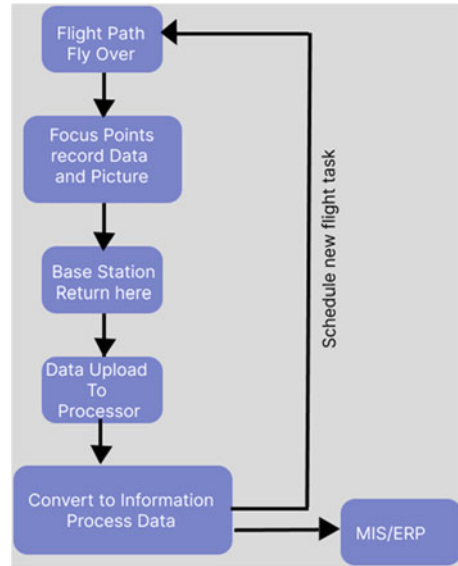 Flight Path
Fly Over
Focus Points
record Data
and Picture
Base Station
Return here
Data Upload
To
Processor
Convert to Information
Process Data
MIS/ERP
Schedule new flight task